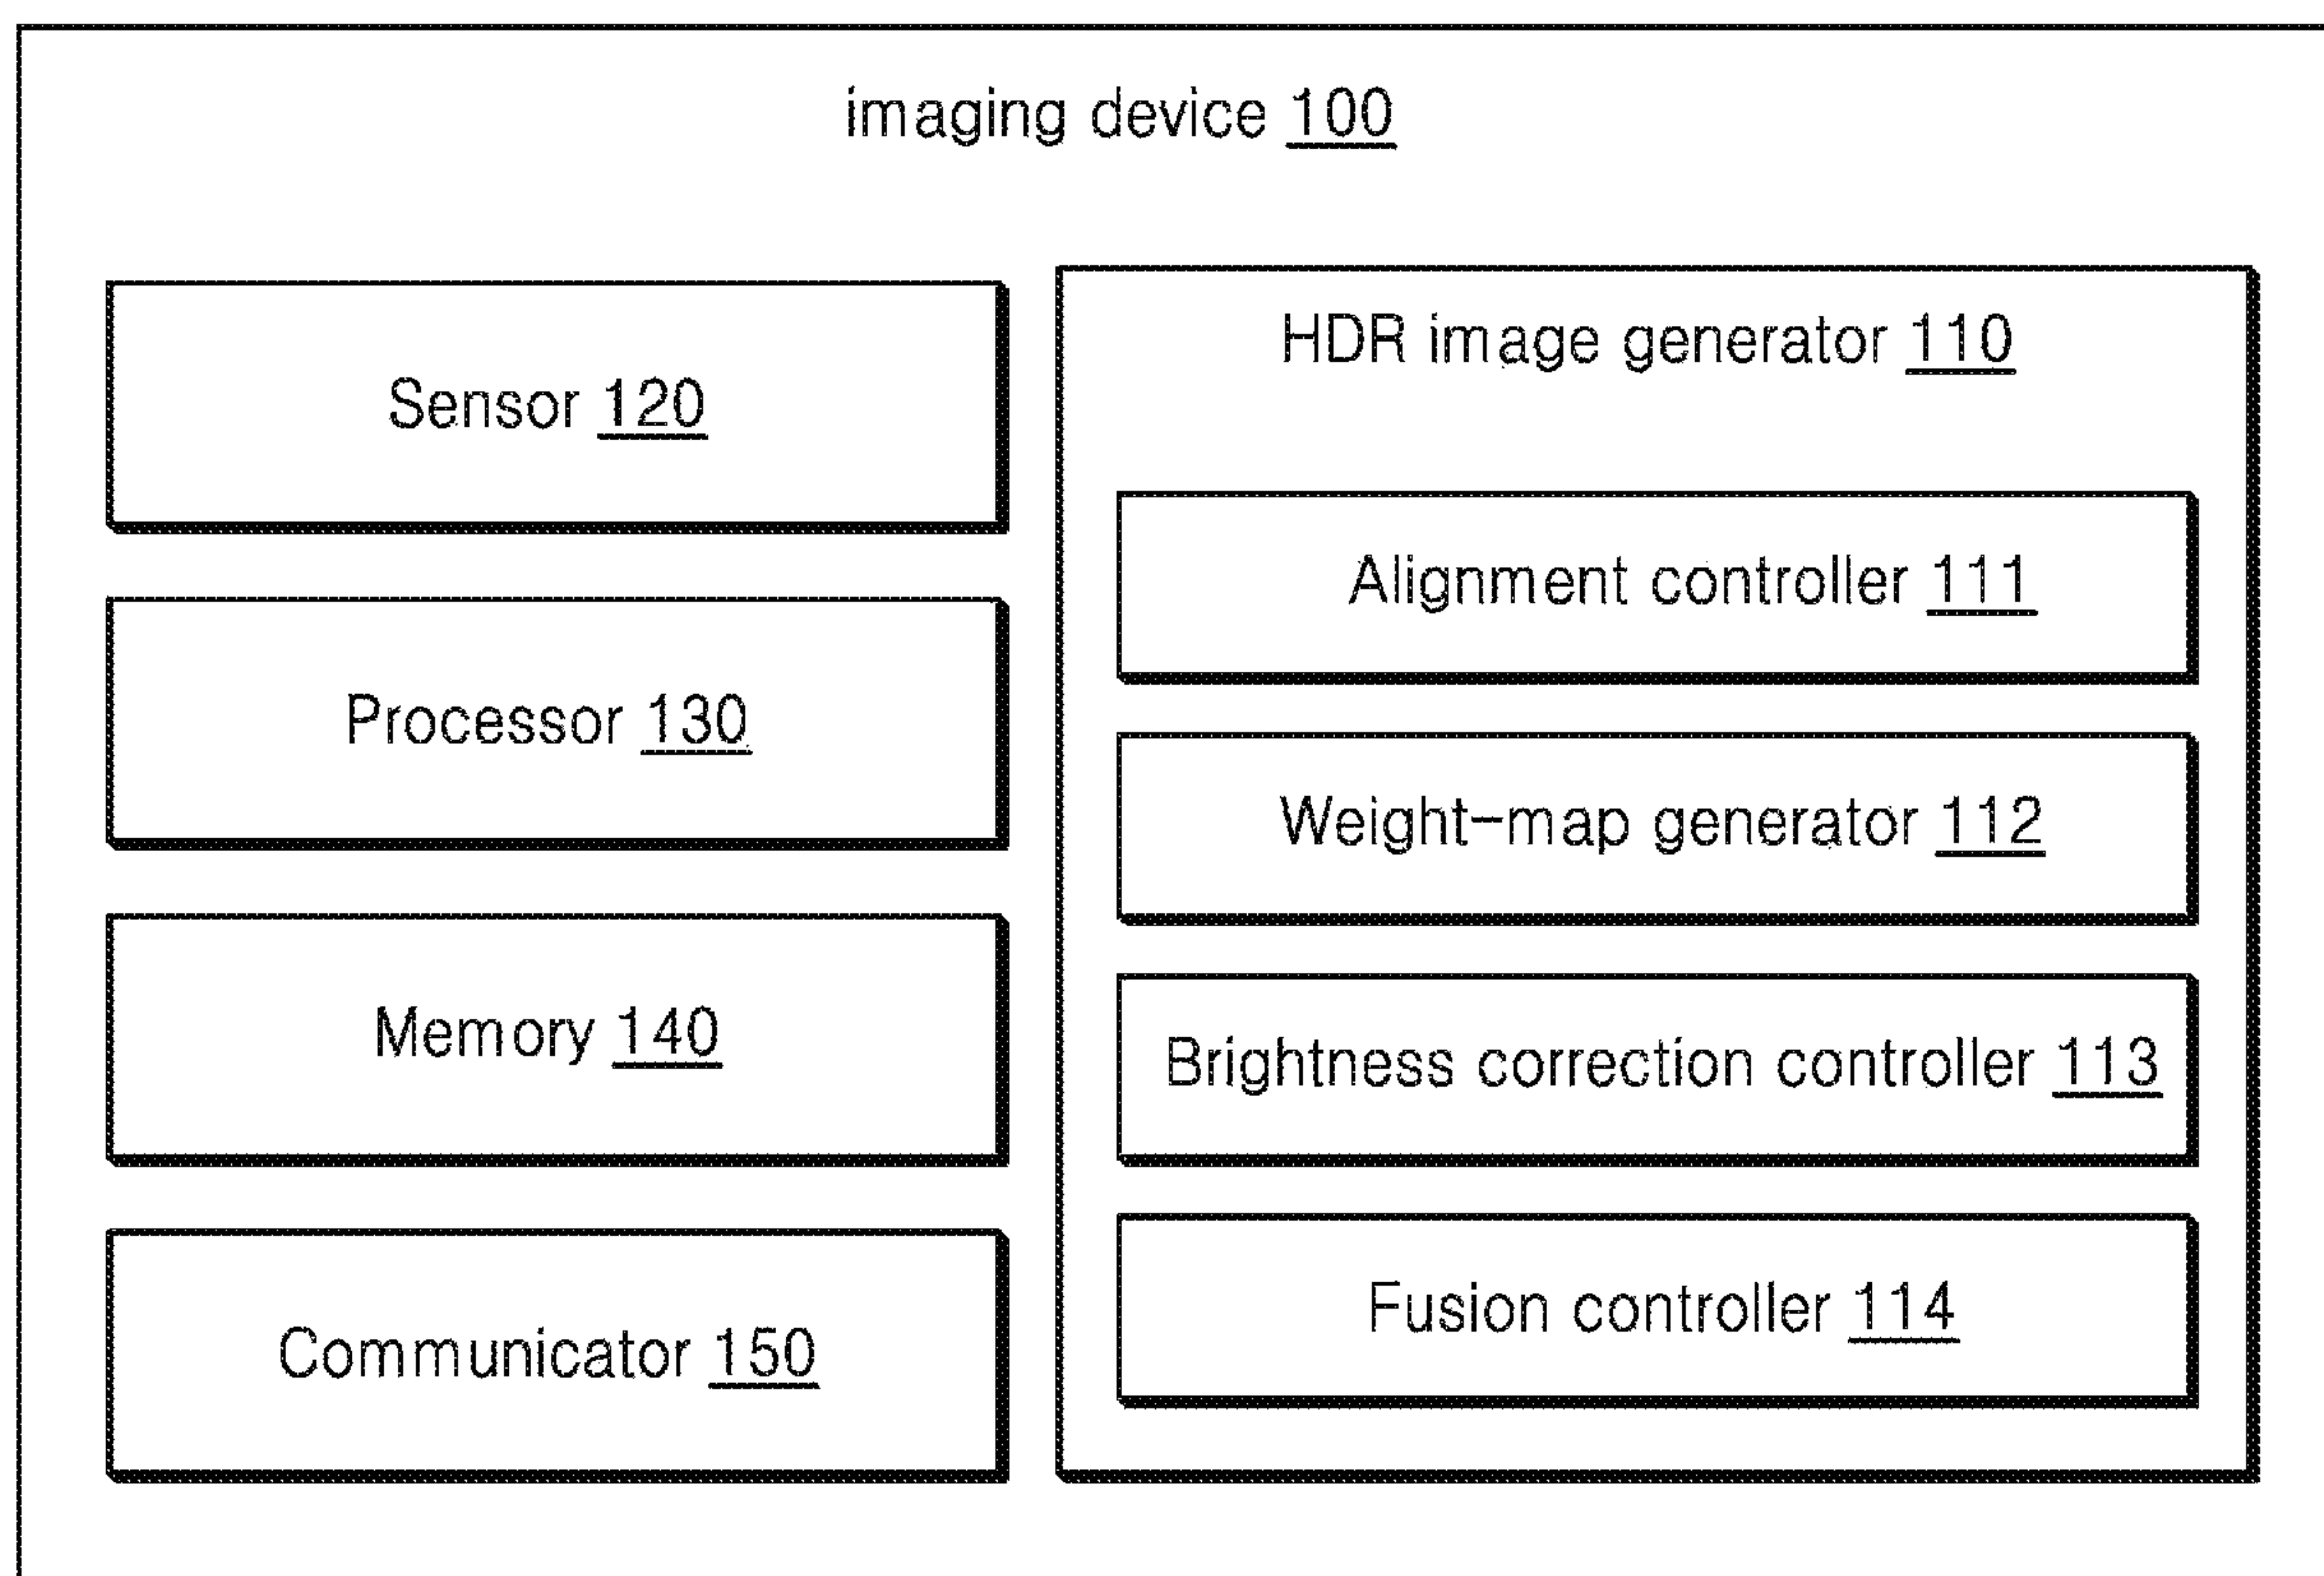 imaging device 100
Sensor 120
Processor 130
Memory 140
Communicator 150
HDR image generator 110
Alignment controller 111
Weight-map generator 112
Brightness correction controller 113
Fusion controller 114